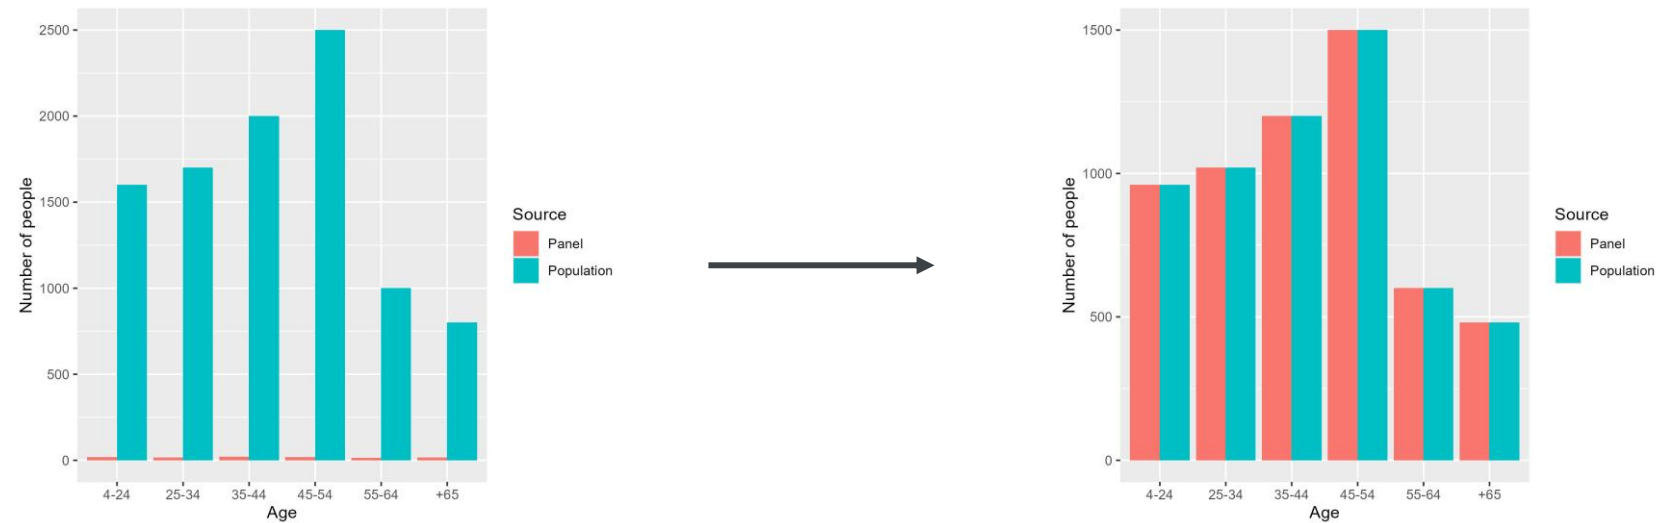 2500
2000
1500
1000
500
0
Number of people
4-24 25-34 35-44 45-54 55-64 +65
Age
Source
Panel
Population
1500
1000
500
0
Number of people
4-24 25-34 35-44 45-54 55-64 +65
Age
Source
Panel
Population